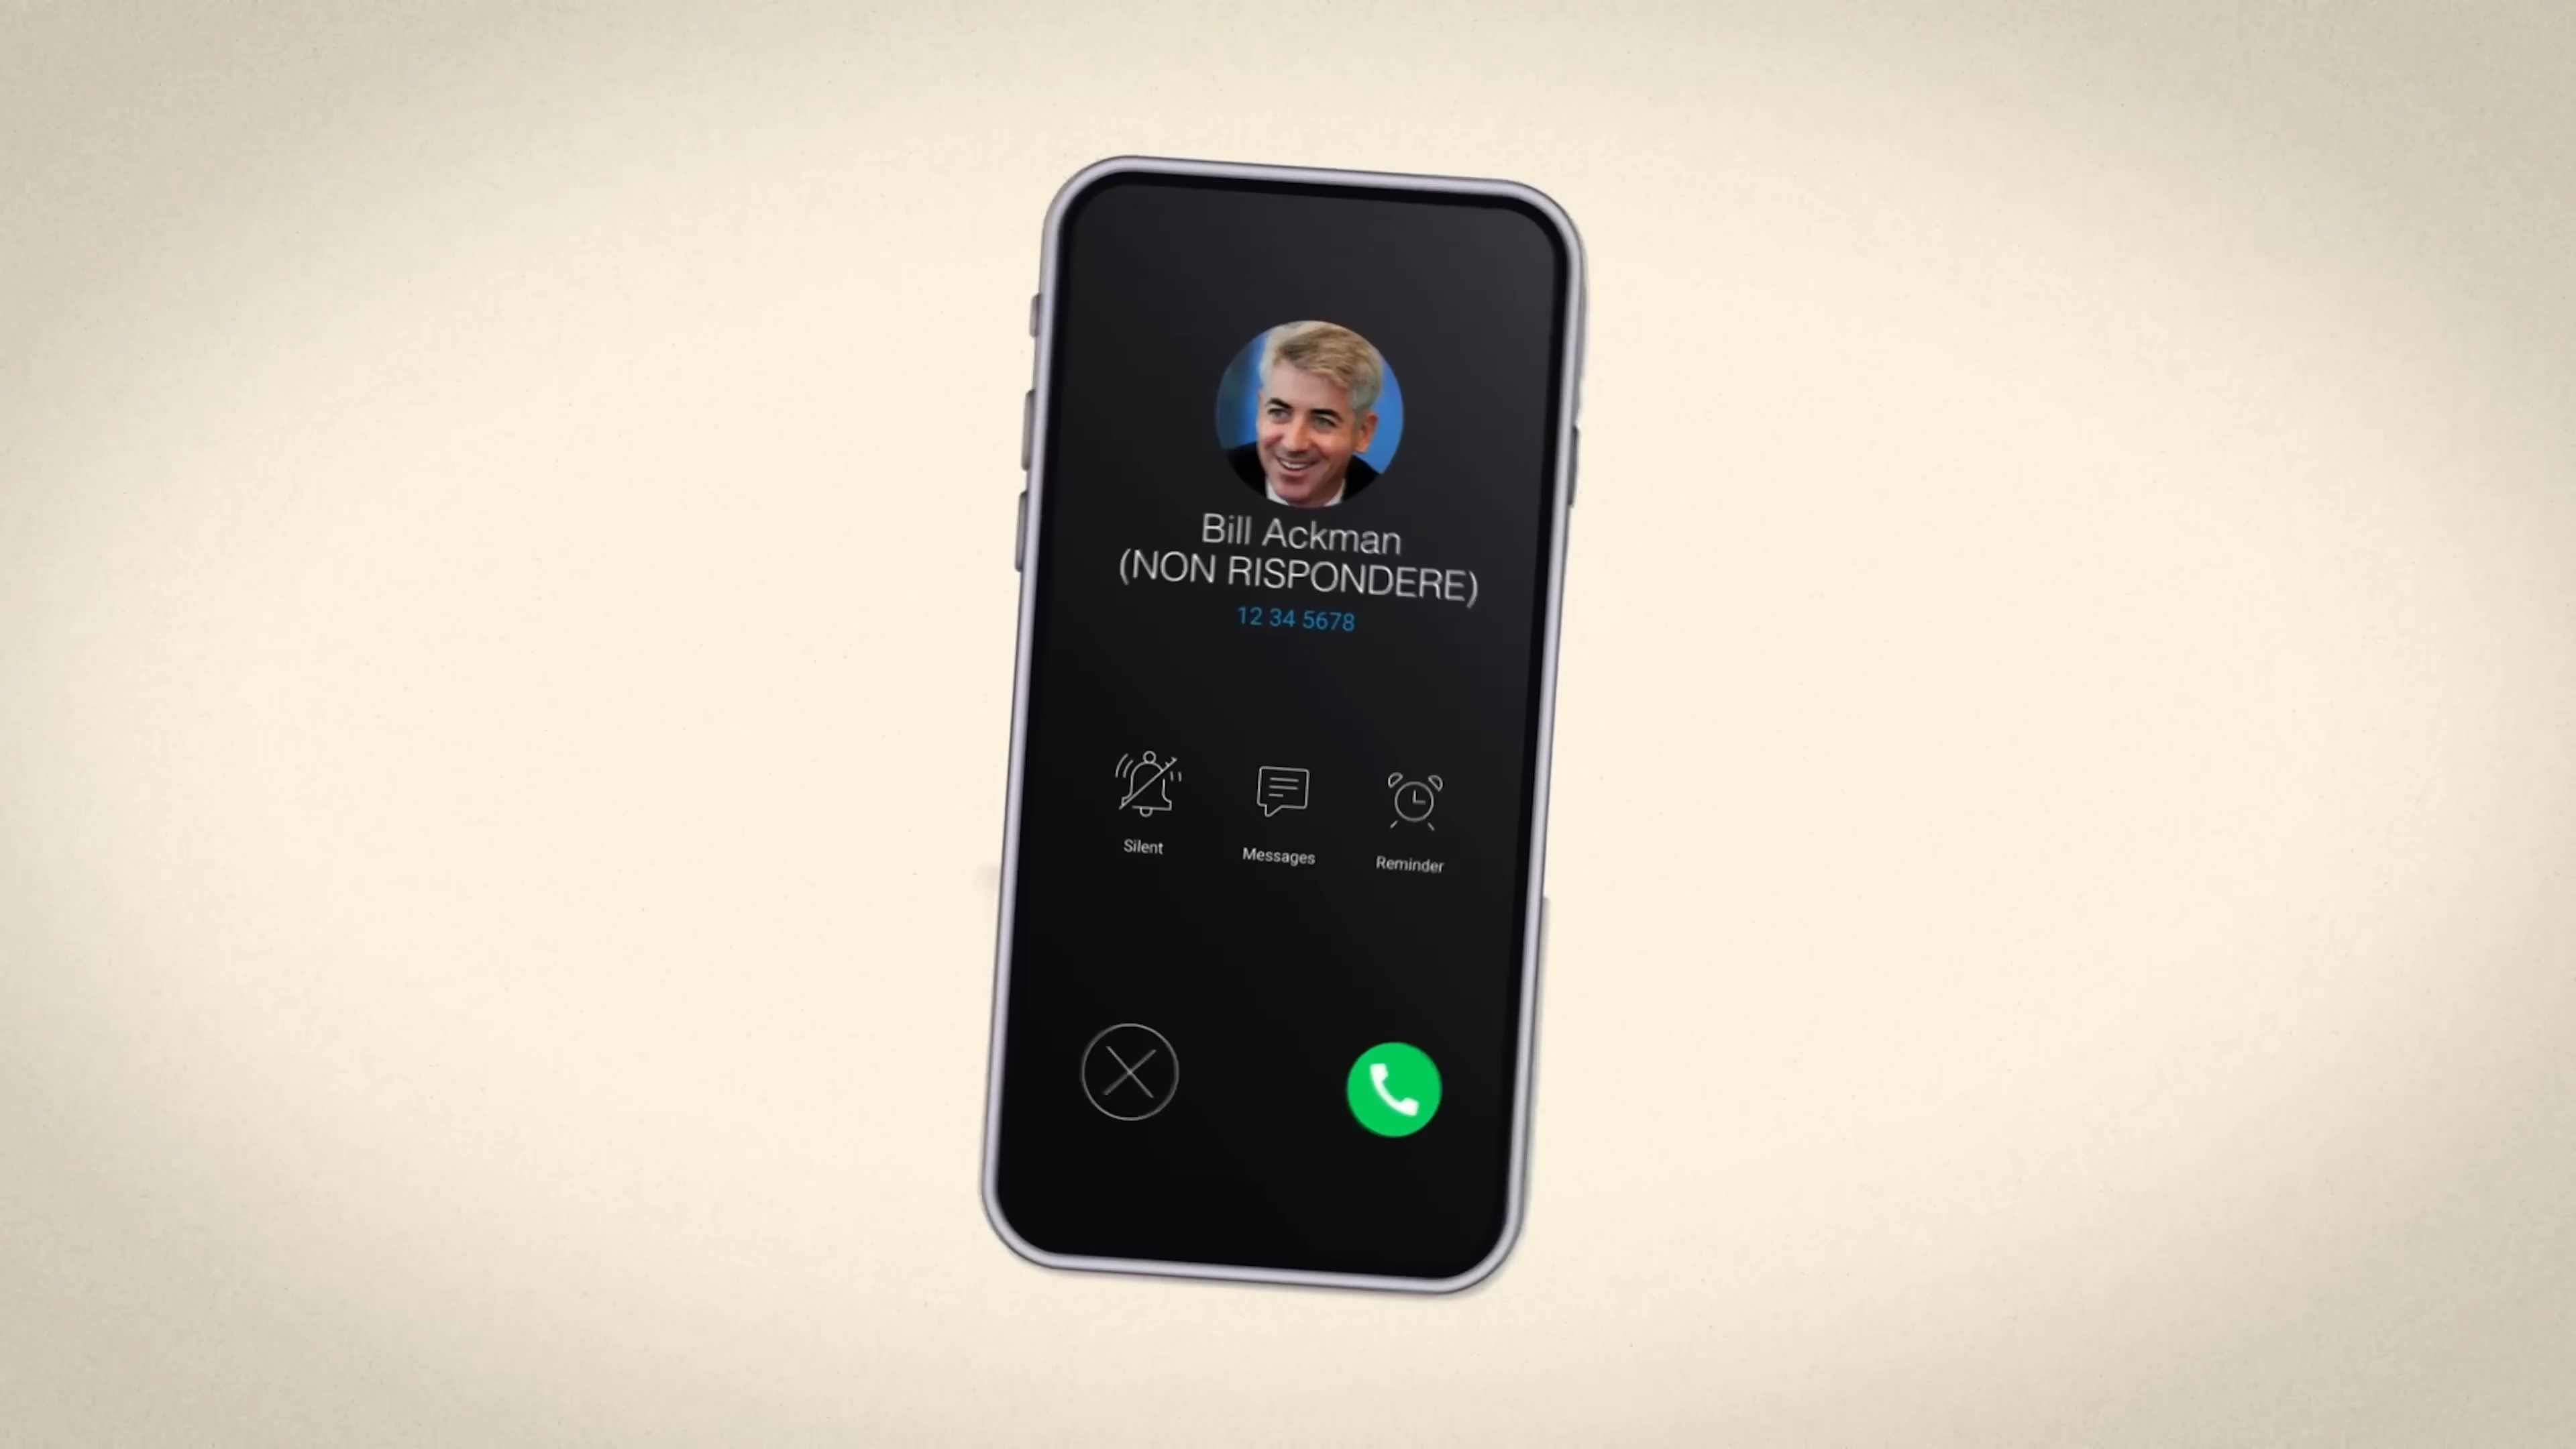 Bill Ackman
(NON RISPONDERE)
12 34 5678
Silent
Messages
Reminder